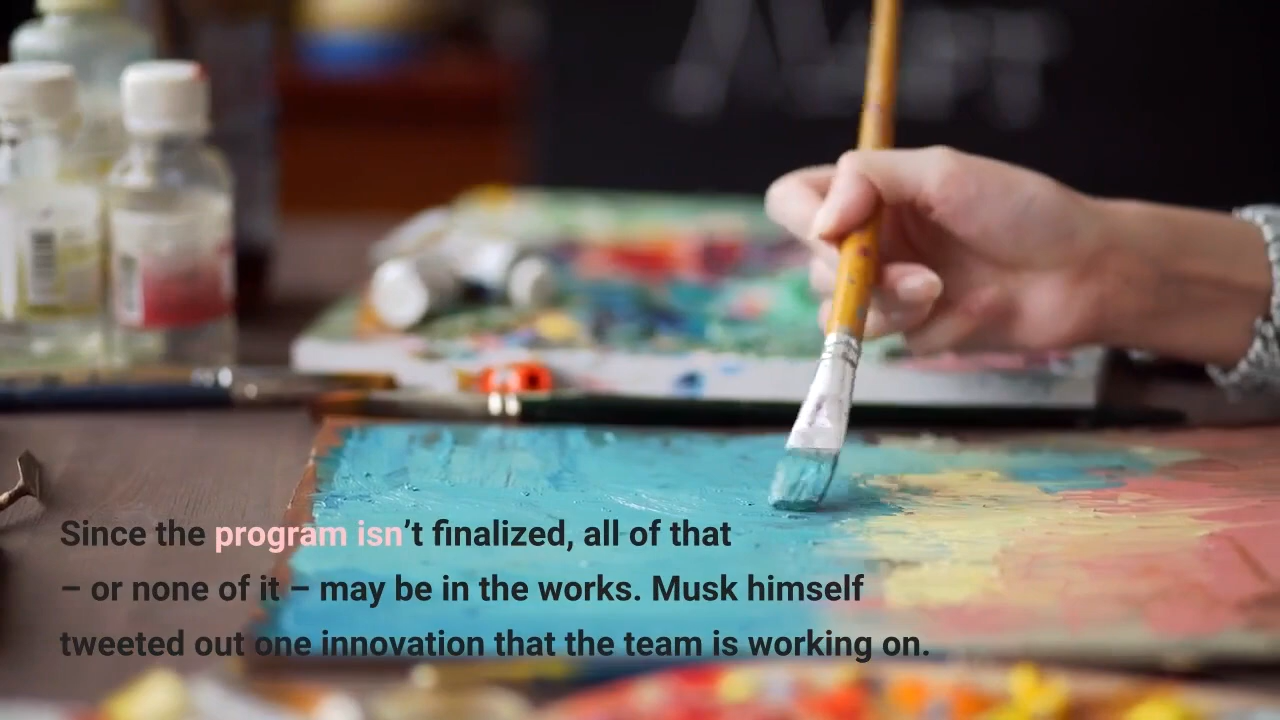 Since the program isn’t finalized, all of that
– or none of it – may be in the works. Musk himself
tweeted out one innovation that the team is working on.